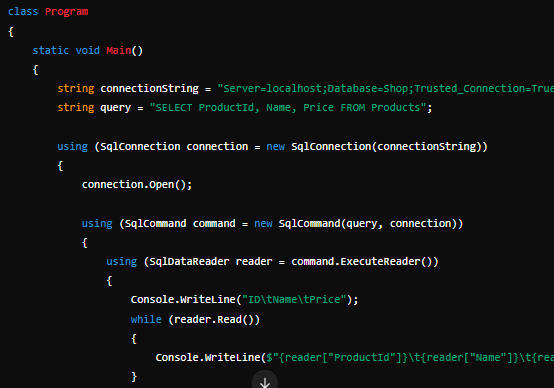 class Program
{
    static void Main()
    {
        string connectionString = "Server=localhost;Database=Shop;Trusted_Connection=True
        string query = "SELECT ProductId, Name, Price FROM Products";

        using (SqlConnection connection = new SqlConnection(connectionString))
        {
            connection.Open();

            using (SqlCommand command = new SqlCommand(query, connection))
            {
                using (SqlDataReader reader = command.ExecuteReader())
                {
                    Console.WriteLine("ID\tName\tPrice");
                    while (reader.Read())
                    {
                        Console.WriteLine($"{reader["ProductId"]}\t{reader["Name"]}\t{rea
                    }